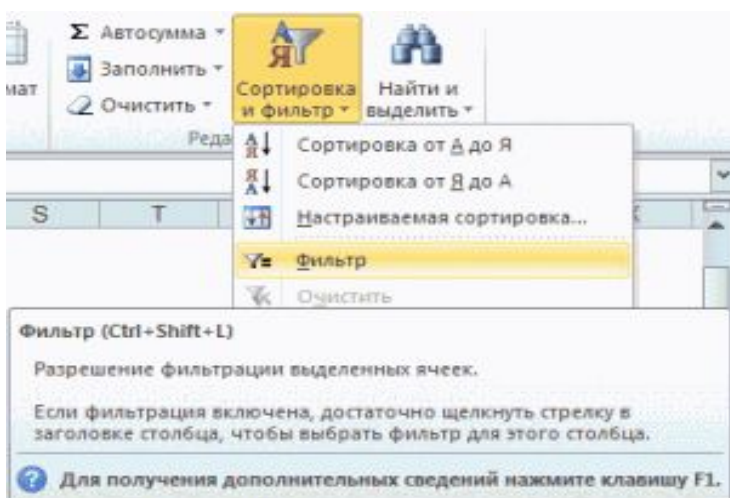 Σ Автосумма
мат
Заполнить
Очистить
Сортировка и фильтр
Найти и выделить
Реда
Сортировка от А до Я
Сортировка от Я до А
Настраиваемая сортировка...
S T
Фильтр
Очистить
Фильтр (Ctrl+Shift+L)
Разрешение фильтрации выделенных ячеек.
Если фильтрация включена, достаточно щелкнуть стрелку в
заголовке столбца, чтобы выбрать фильтр для этого столбца.
Для получения дополнительных сведений нажмите клавишу F1.